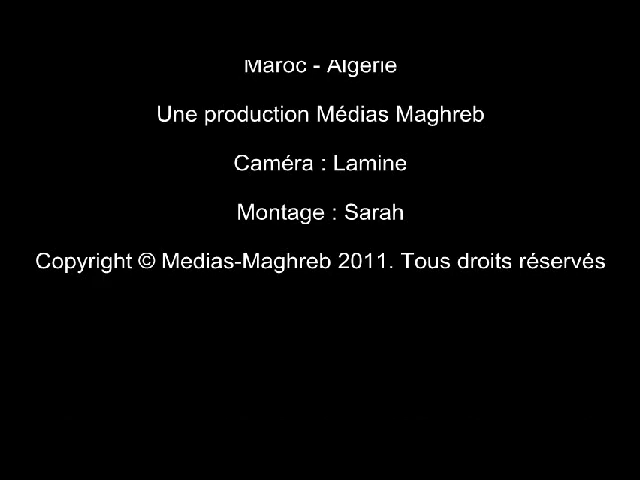 Maroc - Algérie
Une production Médias Maghreb
Caméra : Lamine
Montage : Sarah
Copyright © Medias-Maghreb 2011. Tous droits réservés